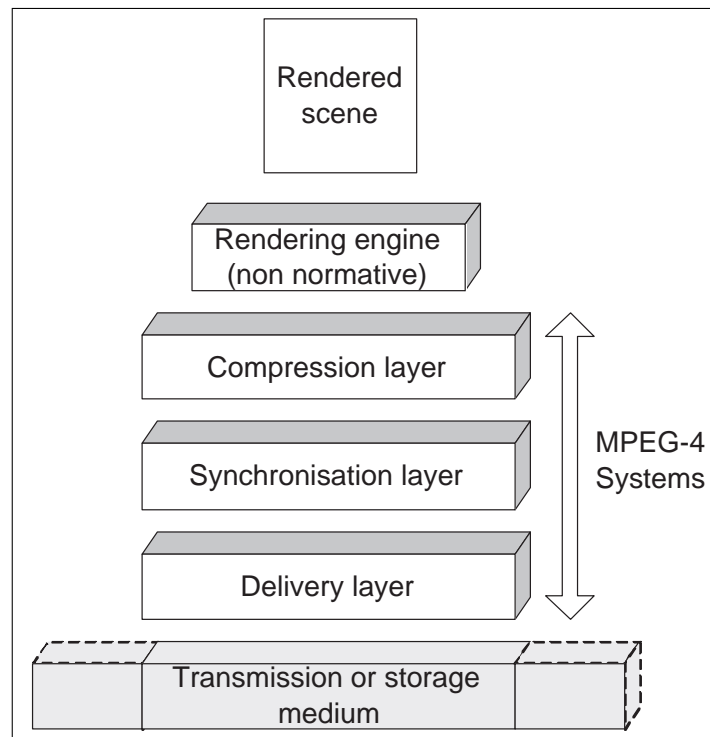 Rendered
scene
Rendering engine
(non normative)
Compression layer
MPEG-4
Systems
Synchronisation layer
Delivery layer
Transmission or storage
medium